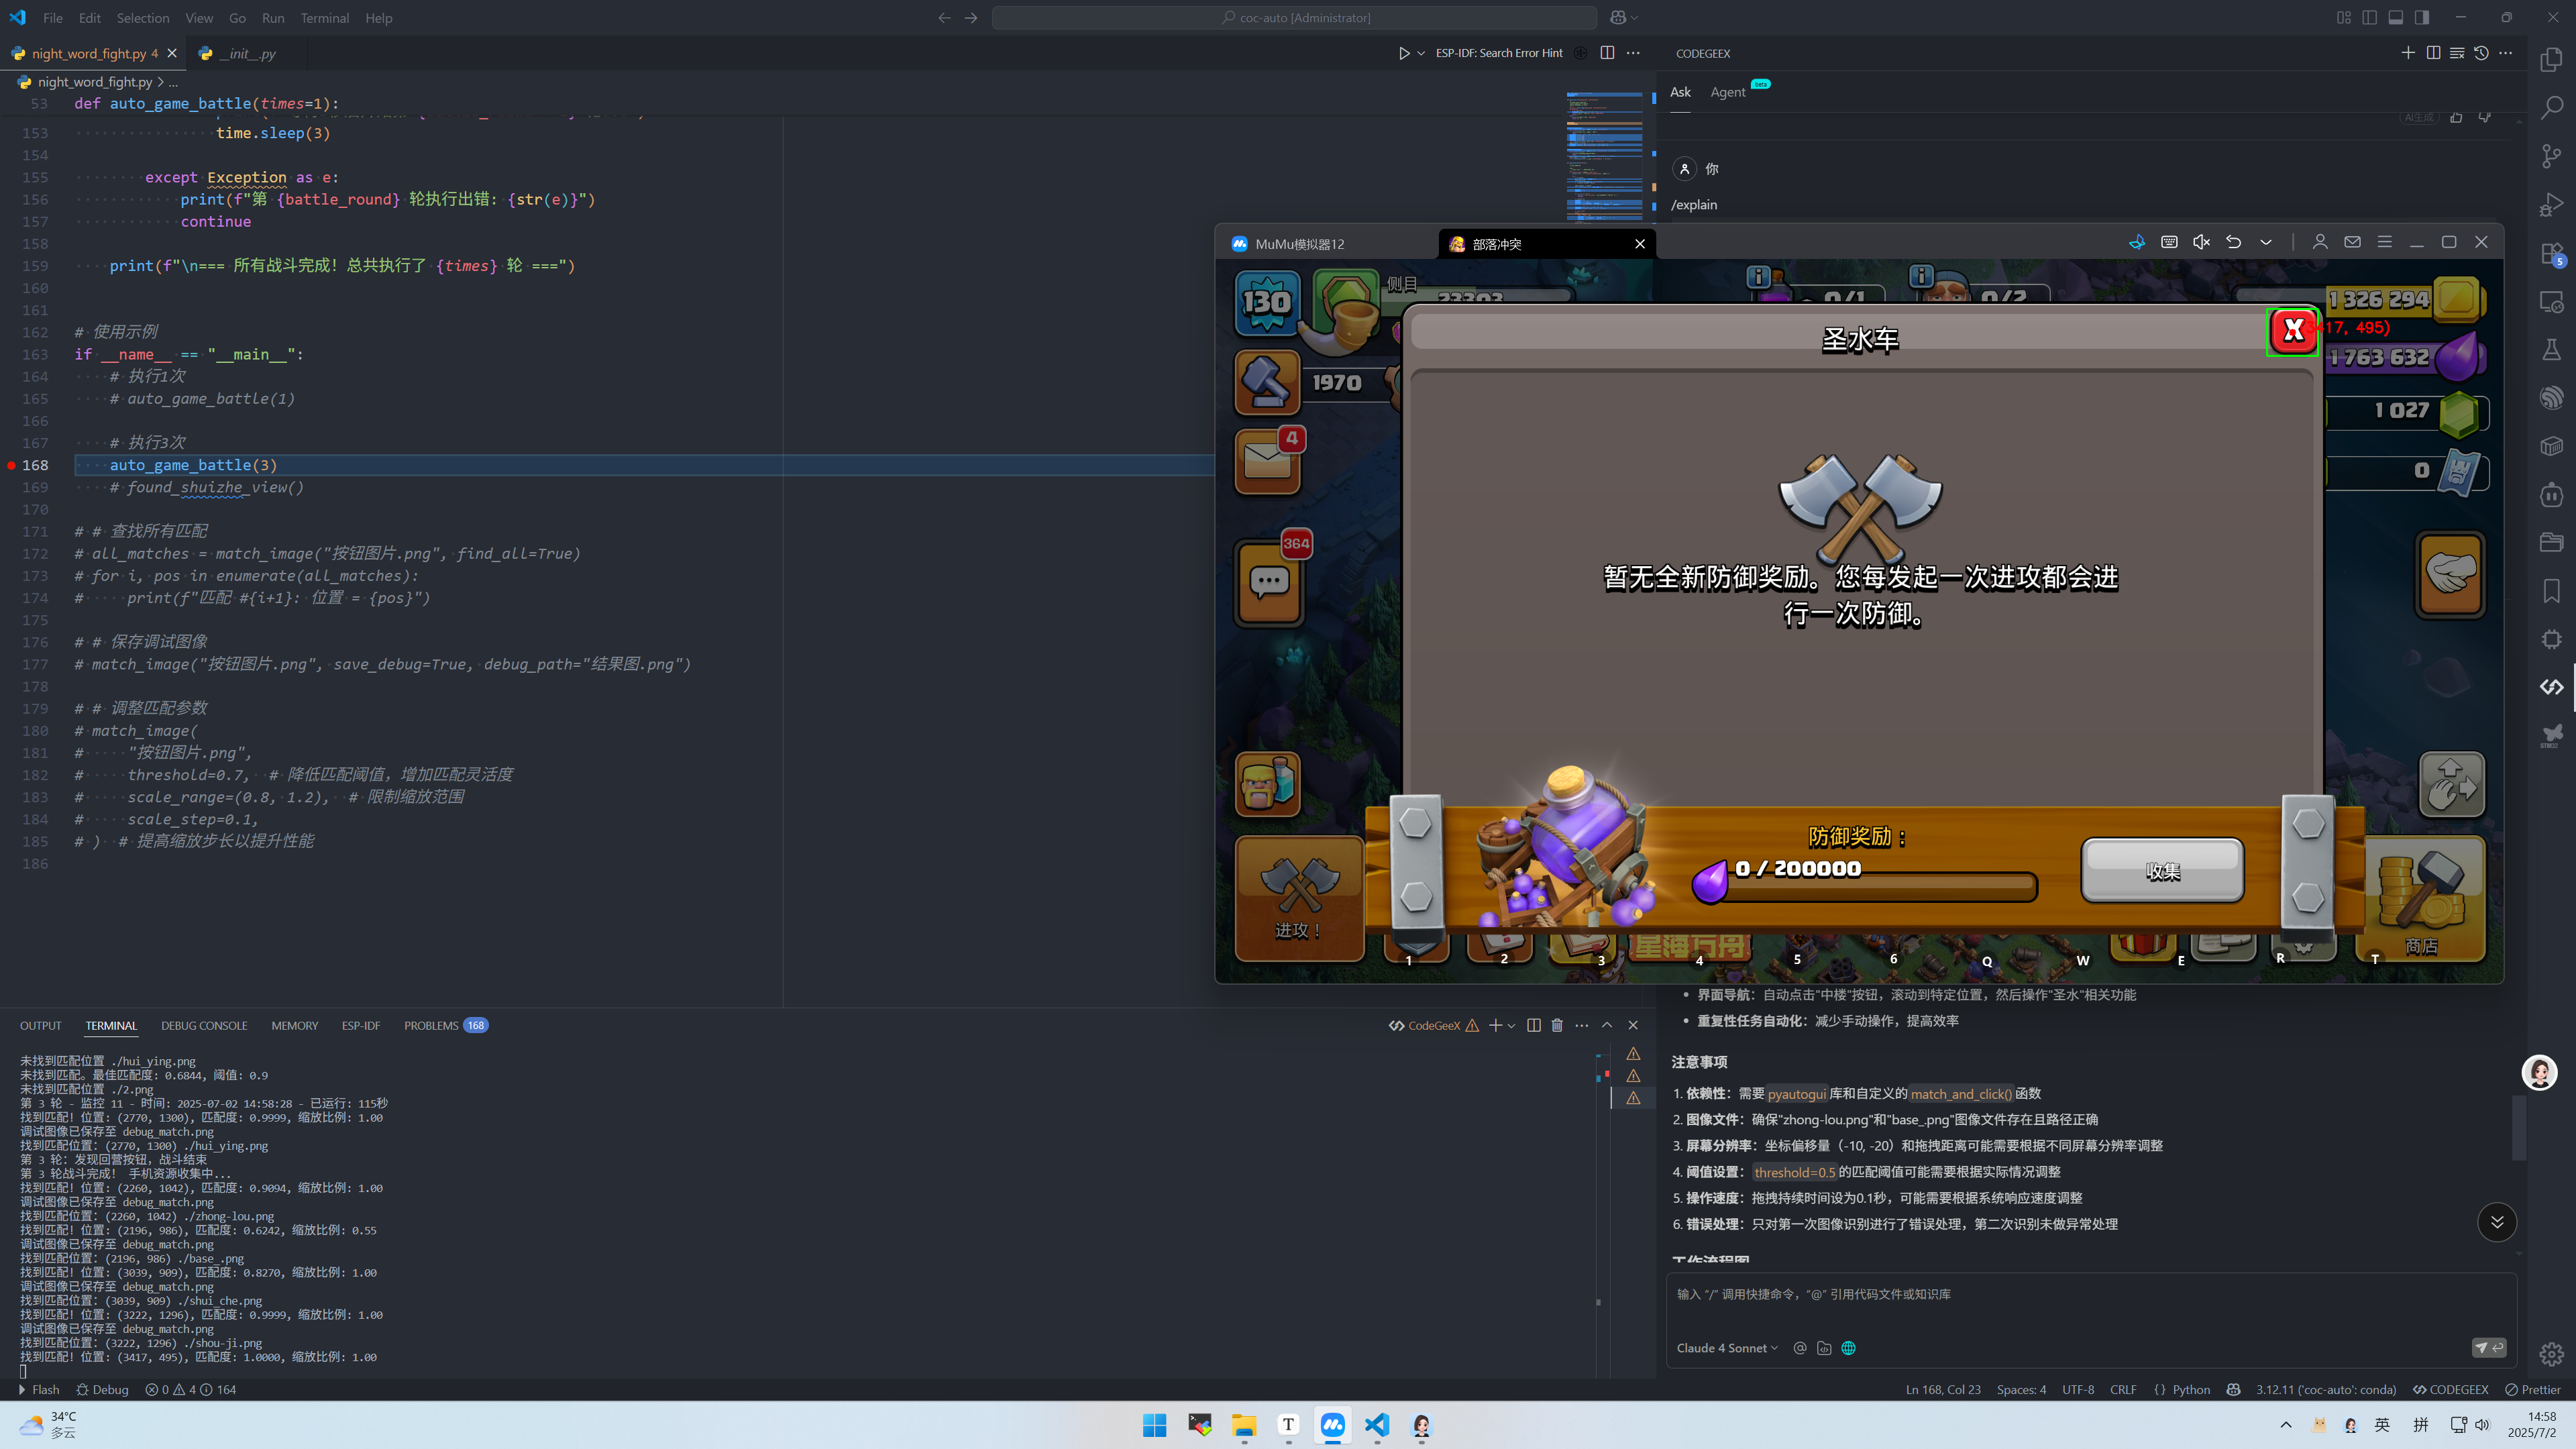 File Edit Selection View Go Run Terminal Help
coc-auto [Administrator]
night_word_fight.py 4
__init__.py
ESP-IDF: Search Error Hint
night_word_fight.py > ...
53 def auto_game_battle(times=1):
153 time.sleep(3)
154
155 except Exception as e:
156 print(f"第 {battle_round} 轮执行出错: {str(e)}")
157 continue
158
159 print(f"\n=== 所有战斗完成! 总共执行了 {times} 轮 ===")
160
161
162 # 使用示例
163 if __name__ == "__main__":
164 # 执行1次
165 # auto_game_battle(1)
166
167 # 执行3次
168 auto_game_battle(3)
169 # found_shuizhe_view()
170
171 # # 查找所有匹配
172 # all_matches = match_image("按钮图片.png", find_all=True)
173 # for i, pos in enumerate(all_matches):
174 #     print(f"匹配 #{i+1}: 位置 = {pos}")
175
176 # # 保存调试图像
177 # match_image("按钮图片.png", save_debug=True, debug_path="结果图.png")
178
179 # # 调整匹配参数
180 # match_image(
181 #     "按钮图片.png",
182 #     threshold=0.7,  # 降低匹配阈值，增加匹配灵活度
183 #     scale_range=(0.8, 1.2),  # 限制缩放范围
184 #     scale_step=0.1,
185 # )  # 提高缩放步长以提升性能
186
CODEGEEX
Ask
Agent
beta
AI生成
你
/explain
MuMu模拟器12
部落冲突
130
侧目
0/1
0/2
1 326 294
圣水车
X
417, 495)
1 763 632
1970
1 027
4
0
364
暂无全新防御奖励。您每发起一次进攻都会进
行一次防御。
防御奖励：
0 / 200000
收集
进攻！
商店
1 2 3 4 5 6 Q W E R T
界面导航：自动点击"中楼"按钮，滚动到特定位置，然后操作"圣水"相关功能
重复性任务自动化：减少手动操作，提高效率
注意事项
1. 依赖性：需要 pyautogui 库和自定义的 match_and_click() 函数
2. 图像文件：确保"zhong-lou.png"和"base_.png"图像文件存在且路径正确
3. 屏幕分辨率：坐标偏移量（-10, -20）和拖拽距离可能需要根据不同屏幕分辨率调整
4. 阈值设置： threshold=0.5 的匹配阈值可能需要根据实际情况调整
5. 操作速度：拖拽持续时间设为0.1秒，可能需要根据系统响应速度调整
6. 错误处理：只对第一次图像识别进行了错误处理，第二次识别未做异常处理
工作流程图
输入 "/" 调用快捷命令，"@" 引用代码文件或知识库
Claude 4 Sonnet
OUTPUT TERMINAL DEBUG CONSOLE MEMORY ESP-IDF PROBLEMS 168
CodeGeeX
未找到匹配位置 ./hui_ying.png
未找到匹配。最佳匹配度: 0.6844, 阈值: 0.9
未找到匹配位置 ./2.png
第 3 轮 - 监控 11 - 时间: 2025-07-02 14:58:28 - 已运行: 115秒
找到匹配! 位置: (2770, 1300), 匹配度: 0.9999, 缩放比例: 1.00
调试图像已保存至 debug_match.png
找到匹配位置: (2770, 1300) ./hui_ying.png
第 3 轮: 发现回营按钮，战斗结束
第 3 轮战斗完成! 手机资源收集中...
找到匹配! 位置: (2260, 1042), 匹配度: 0.9094, 缩放比例: 1.00
调试图像已保存至 debug_match.png
找到匹配位置: (2260, 1042) ./zhong-lou.png
找到匹配! 位置: (2196, 986), 匹配度: 0.6242, 缩放比例: 0.55
调试图像已保存至 debug_match.png
找到匹配位置: (2196, 986) ./base_.png
找到匹配! 位置: (3039, 909), 匹配度: 0.8270, 缩放比例: 1.00
调试图像已保存至 debug_match.png
找到匹配位置: (3039, 909) ./shui_che.png
找到匹配! 位置: (3222, 1296), 匹配度: 0.9999, 缩放比例: 1.00
调试图像已保存至 debug_match.png
找到匹配位置: (3222, 1296) ./shou-ji.png
找到匹配! 位置: (3417, 495), 匹配度: 1.0000, 缩放比例: 1.00
Flash Debug 0 4 164
Ln 168, Col 23 Spaces: 4 UTF-8 CRLF {} Python 3.12.11 ('coc-auto': conda) CODEGEEX Prettier
34°C
多云
英
拼
14:58
2025/7/2
5
STM32